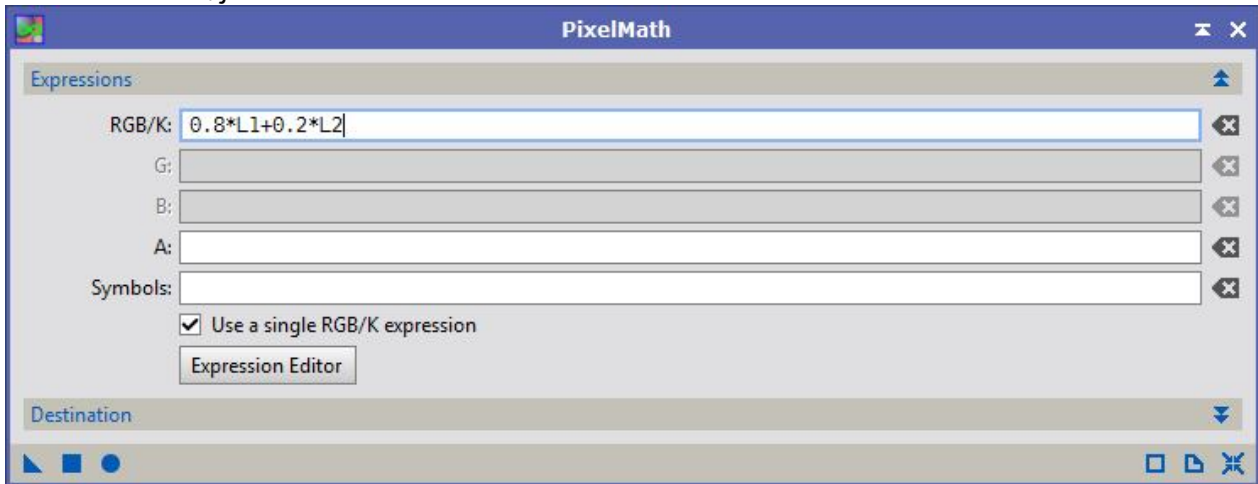 PixelMath
Expressions
RGB/K: 0.8*L1+0.2*L2
G:
B:
A:
Symbols:
Use a single RGB/K expression
Expression Editor
Destination